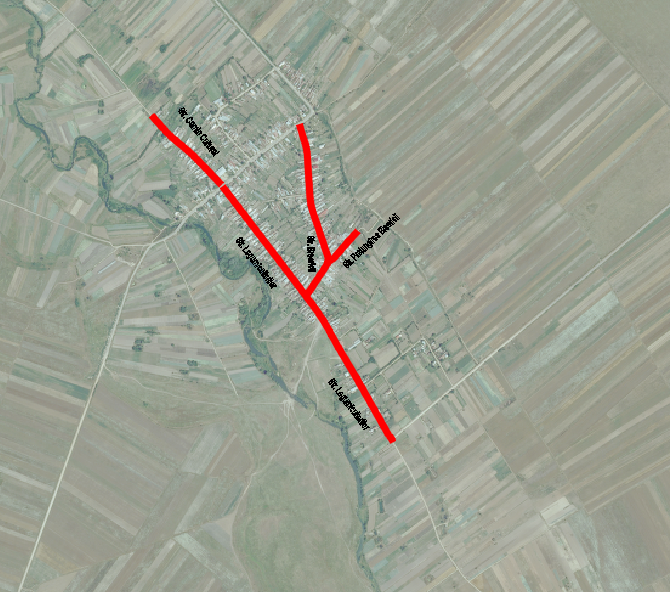 Str. Camin Cultural
Str. Legumicultorilor
Str. Bisericii
Str. Prelungirea Bisericii
Str. Legumicultorilor